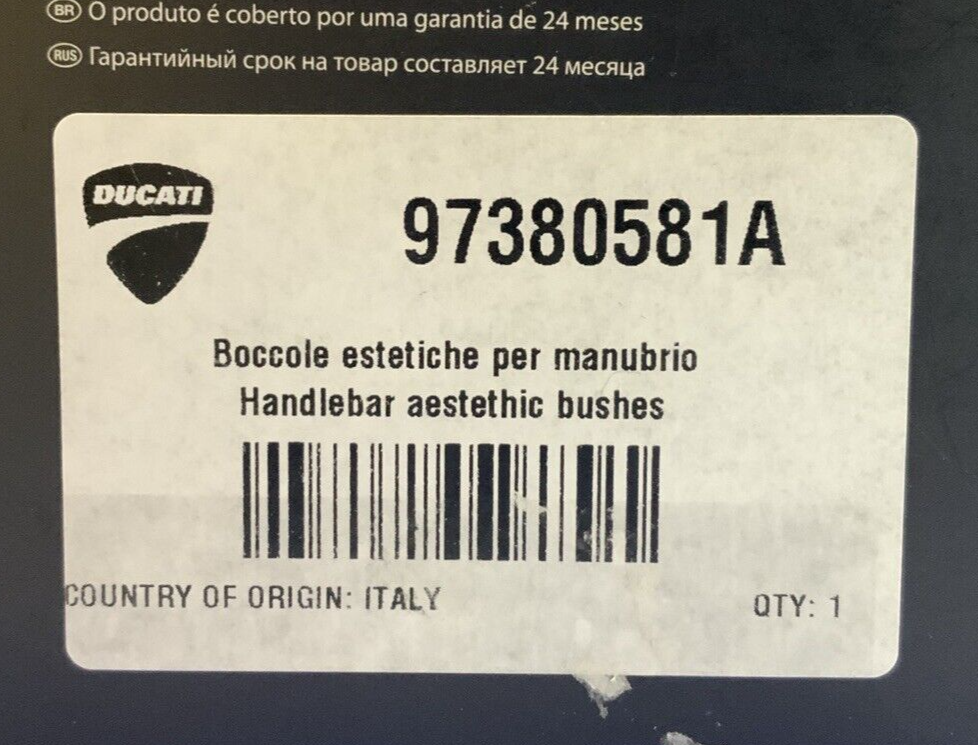 BR O produto é coberto por uma garantia de 24 meses
RUS Гарантийный срок на товар составляет 24 месяца
DUCATI
97380581A
Boccole estetiche per manubrio
Handlebar aestethic bushes
COUNTRY OF ORIGIN: ITALY
QTY: 1